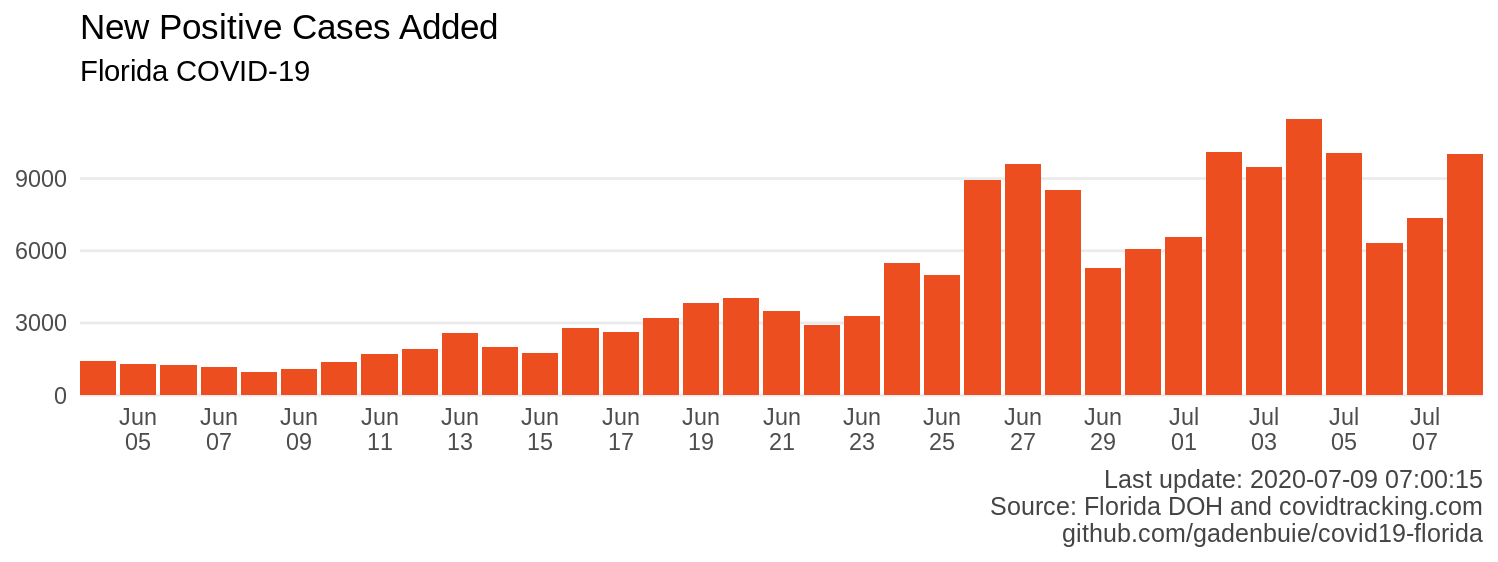 New Positive Cases Added
Florida COVID-19
9000
6000
3000
0
Jun Jun Jun Jun Jun Jun Jun Jun Jun Jun Jun Jun Jun Jul Jul Jul Jul
05 07 09 11 13 15 17 19 21 23 25 27 29 01 03 05 07
Last update: 2020-07-09 07:00:15
Source: Florida DOH and covidtracking.com
github.com/gadenbuie/covid19-florida